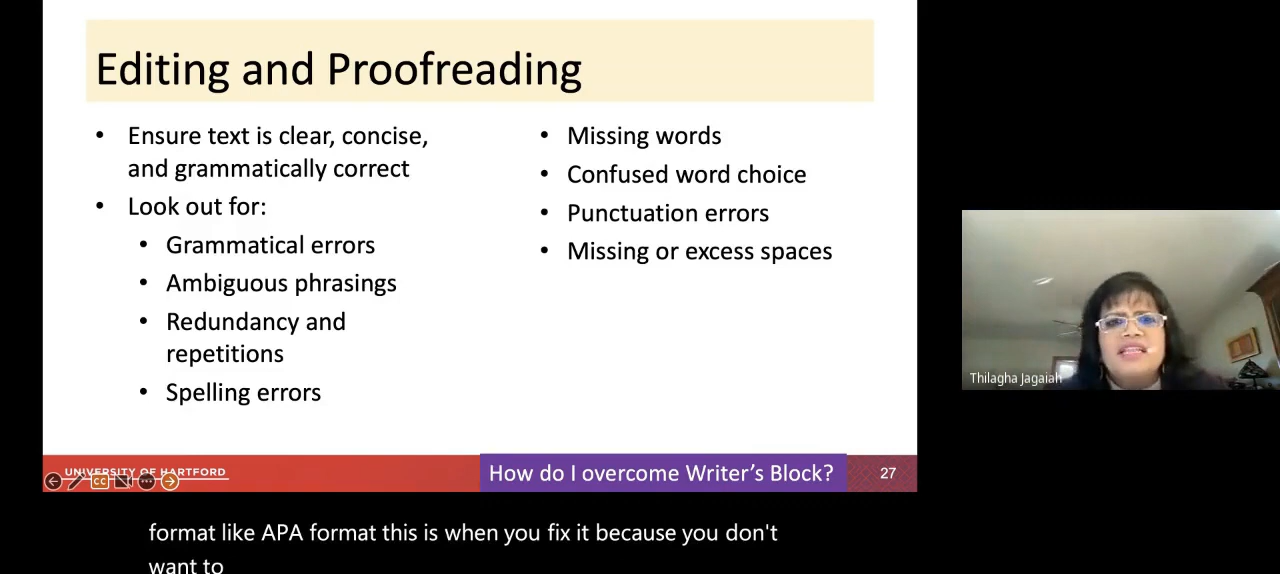 Editing and Proofreading
• Ensure text is clear, concise,
and grammatically correct
• Look out for:
• Grammatical errors
• Ambiguous phrasings
• Redundancy and
repetitions
• Spelling errors
• Missing words
• Confused word choice
• Punctuation errors
• Missing or excess spaces
Thilagha Jagaiah
UNIVERSITY OF HARTFORD
CC
How do I overcome Writer's Block?
27
format like APA format this is when you fix it because you don't
want to